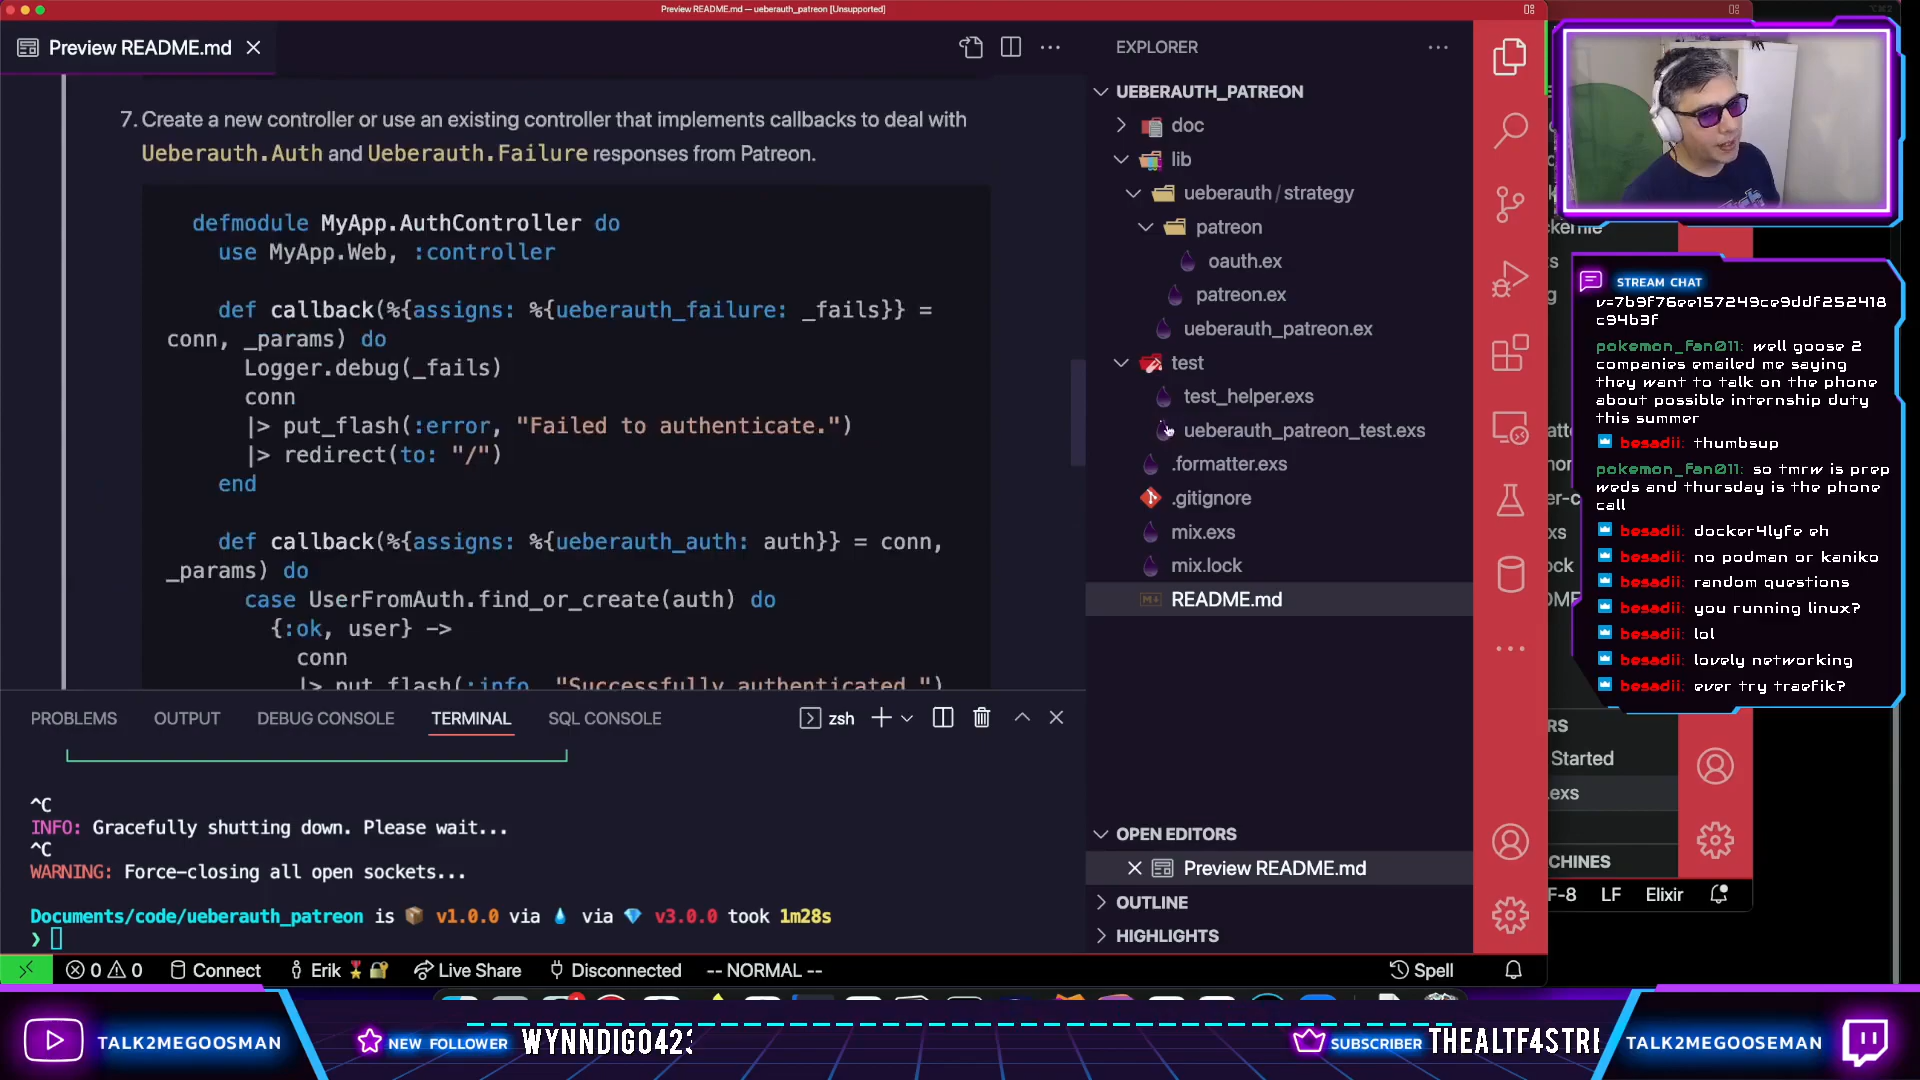 Preview README.md — ueberauth_patreon [Unsupported]
Preview README.md
7. Create a new controller or use an existing controller that implements callbacks to deal with
Ueberauth.Auth and Ueberauth.Failure responses from Patreon.
defmodule MyApp.AuthController do
use MyApp.Web, :controller
def callback(%{assigns: %{ueberauth_failure: _fails}} =
conn, _params) do
Logger.debug(_fails)
conn
|> put_flash(:error, "Failed to authenticate.")
|> redirect(to: "/")
end
def callback(%{assigns: %{ueberauth_auth: auth}} = conn,
_params) do
case UserFromAuth.find_or_create(auth) do
{:ok, user} ->
conn
|> put_flash(:info, "Successfully authenticated.")
PROBLEMS
OUTPUT
DEBUG CONSOLE
TERMINAL
SQL CONSOLE
zsh
^C
INFO: Gracefully shutting down. Please wait...
^C
WARNING: Force-closing all open sockets...
Documents/code/ueberauth_patreon is v1.0.0 via via v3.0.0 took 1m28s
❯
EXPLORER
UEBERAUTH_PATREON
doc
lib
ueberauth/strategy
patreon
oauth.ex
patreon.ex
ueberauth_patreon.ex
test
test_helper.exs
ueberauth_patreon_test.exs
.formatter.exs
.gitignore
mix.exs
mix.lock
README.md
OPEN EDITORS
Preview README.md
OUTLINE
HIGHLIGHTS
0 0 Connect Erik Live Share Disconnected -- NORMAL -- Spell
RS
Started
.exs
CHINES
F-8 LF Elixir
STREAM CHAT
v=7b9f76ee157249ce9ddf252418
c94b3f
pokemon_fan011: well goose 2
companies emailed me saying
they want to talk on the phone
about possible internship duty
this summer
besadii: thumbsup
pokemon_fan011: so tmrw is prep
weds and thursday is the phone
call
besadii: docker4lyfe eh
besadii: no podman or kaniko
besadii: random questions
besadii: you running linux?
besadii: lol
besadii: lovely networking
besadii: ever try traefik?
TALK2MEGOOSMAN
NEW FOLLOWER
WYNNDIGO423
SUBSCRIBER
THEALTF4STRE
TALK2MEGOOSEMAN